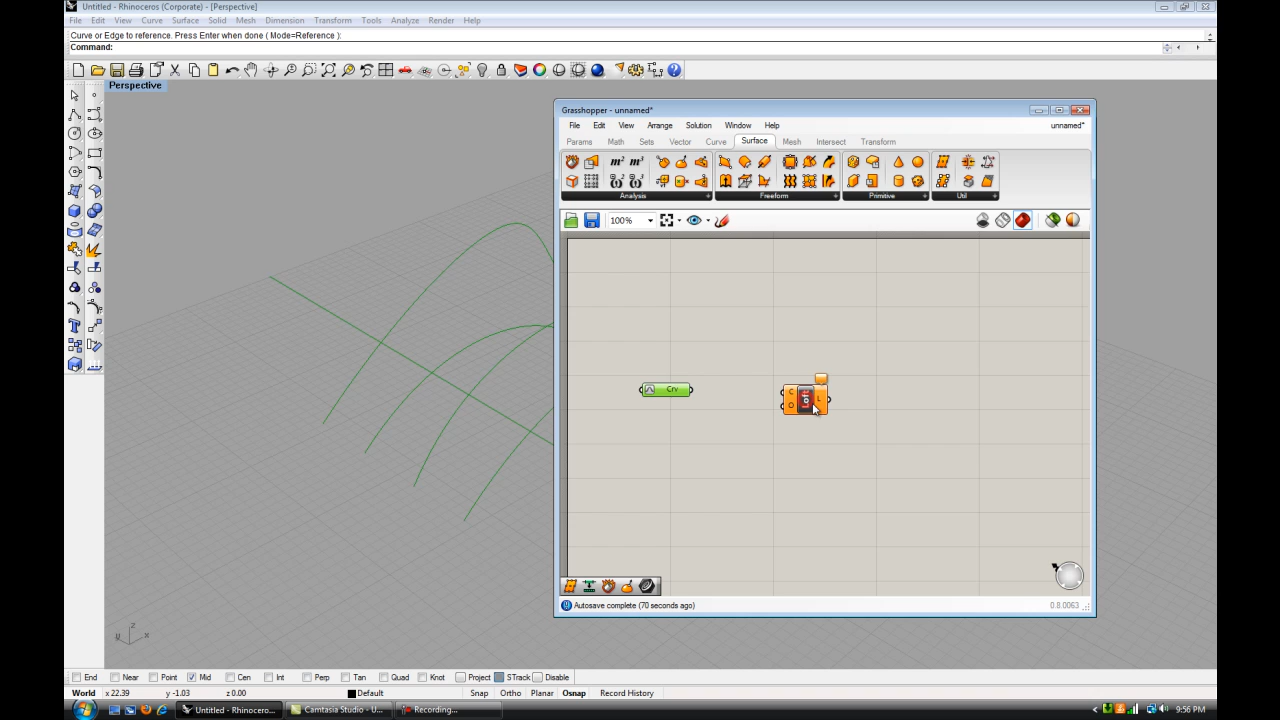 Untitled - Rhinoceros (Corporate) - [Perspective]
File Edit View Curve Surface Solid Mesh Dimension Transform Tools Analyze Render Help
Curve or Edge to reference. Press Enter when done ( Mode=Reference ):
Command:
Perspective
Grasshopper - unnamed*
File Edit View Arrange Solution Window Help unnamed*
Params Math Sets Vector Curve Surface Mesh Intersect Transform
m² m³
Analysis Freeform Primitive Util
100%
Crv
C Loft L
O
Autosave complete (70 seconds ago) 0.8.0063
z
u x
End Near Point Mid Cen Int Perp Tan Quad Knot Project STrack Disable
World x 22.39 y -1.03 z 0.00 Default Snap Ortho Planar Osnap Record History
Untitled - Rhinocero... Camtasia Studio - U... Recording... 9:56 PM